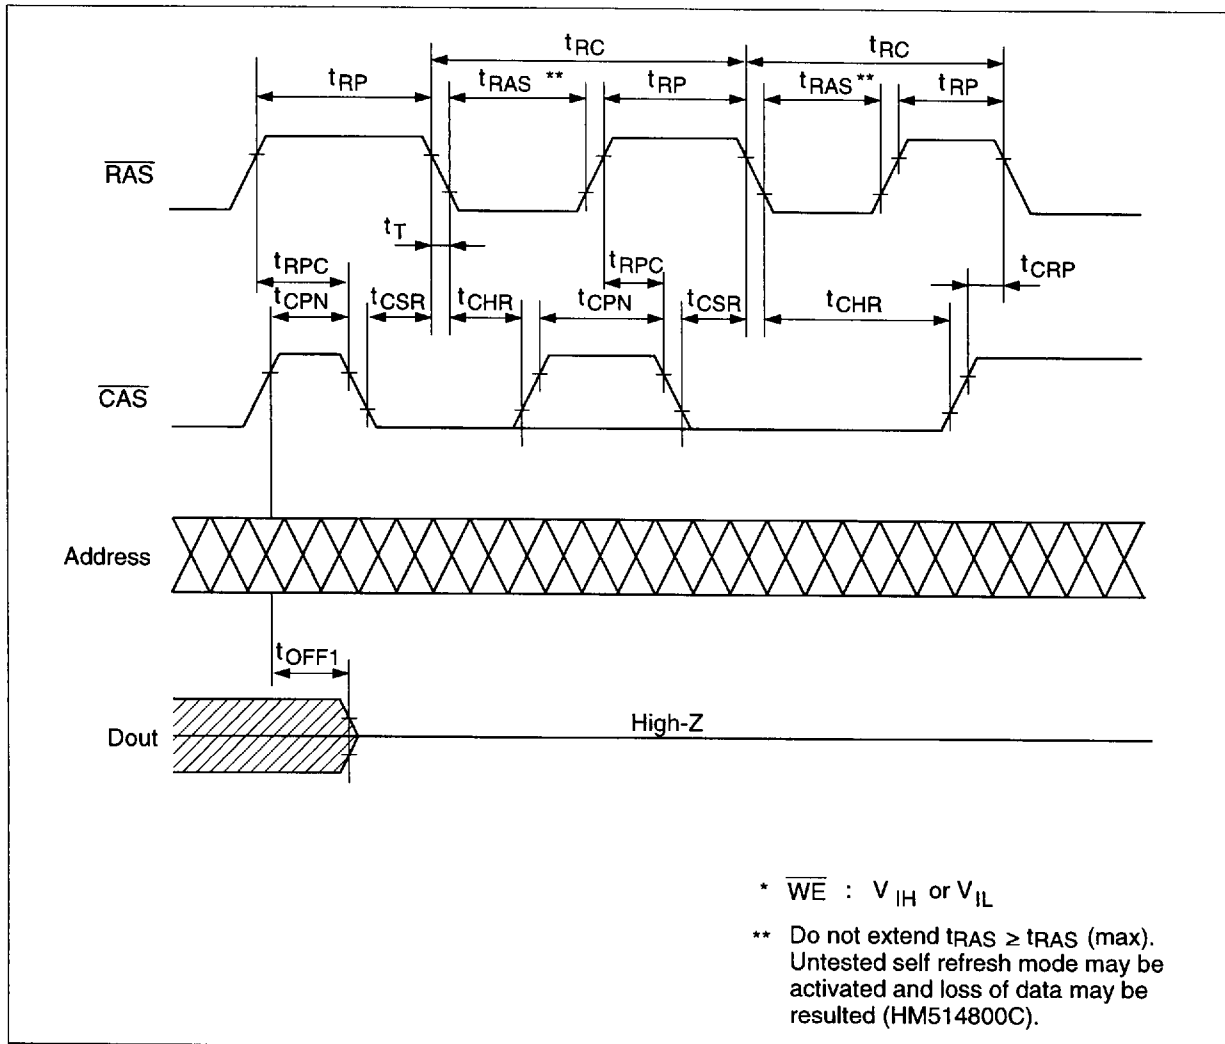 tRC tRC
tRP tRAS ** tRP tRAS ** tRP
RAS
tT
tRPC tRPC tCRP
tCPN tCSR tCHR tCPN tCSR tCHR
CAS
Address
tOFF1
Dout High-Z
* WE : VIH or VIL
** Do not extend tRAS ≥ tRAS (max).
Untested self refresh mode may be
activated and loss of data may be
resulted (HM514800C).